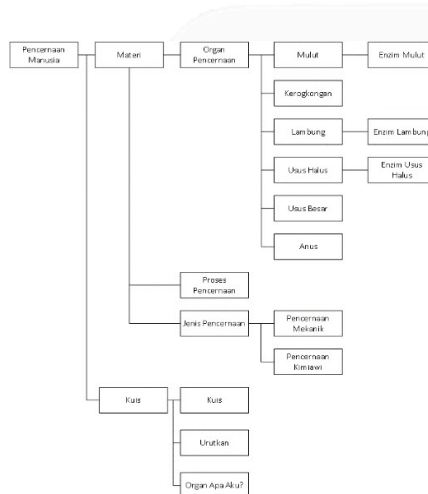 Pencernaan
Manusia
Materi
Organ
Pencernaan
Mulut
Enzim Mulut
Kerogkongan
Lambung
Enzim Lambung
Usus Halus
Enzim Usus
Halus
Usus Besar
Anus
Proses
Pencernaan
Jenis Pencernaan
Pencernaan
Mekanik
Pencernaan
Kimiawi
Kuis
Kuis
Urutkan
Organ Apa Aku?